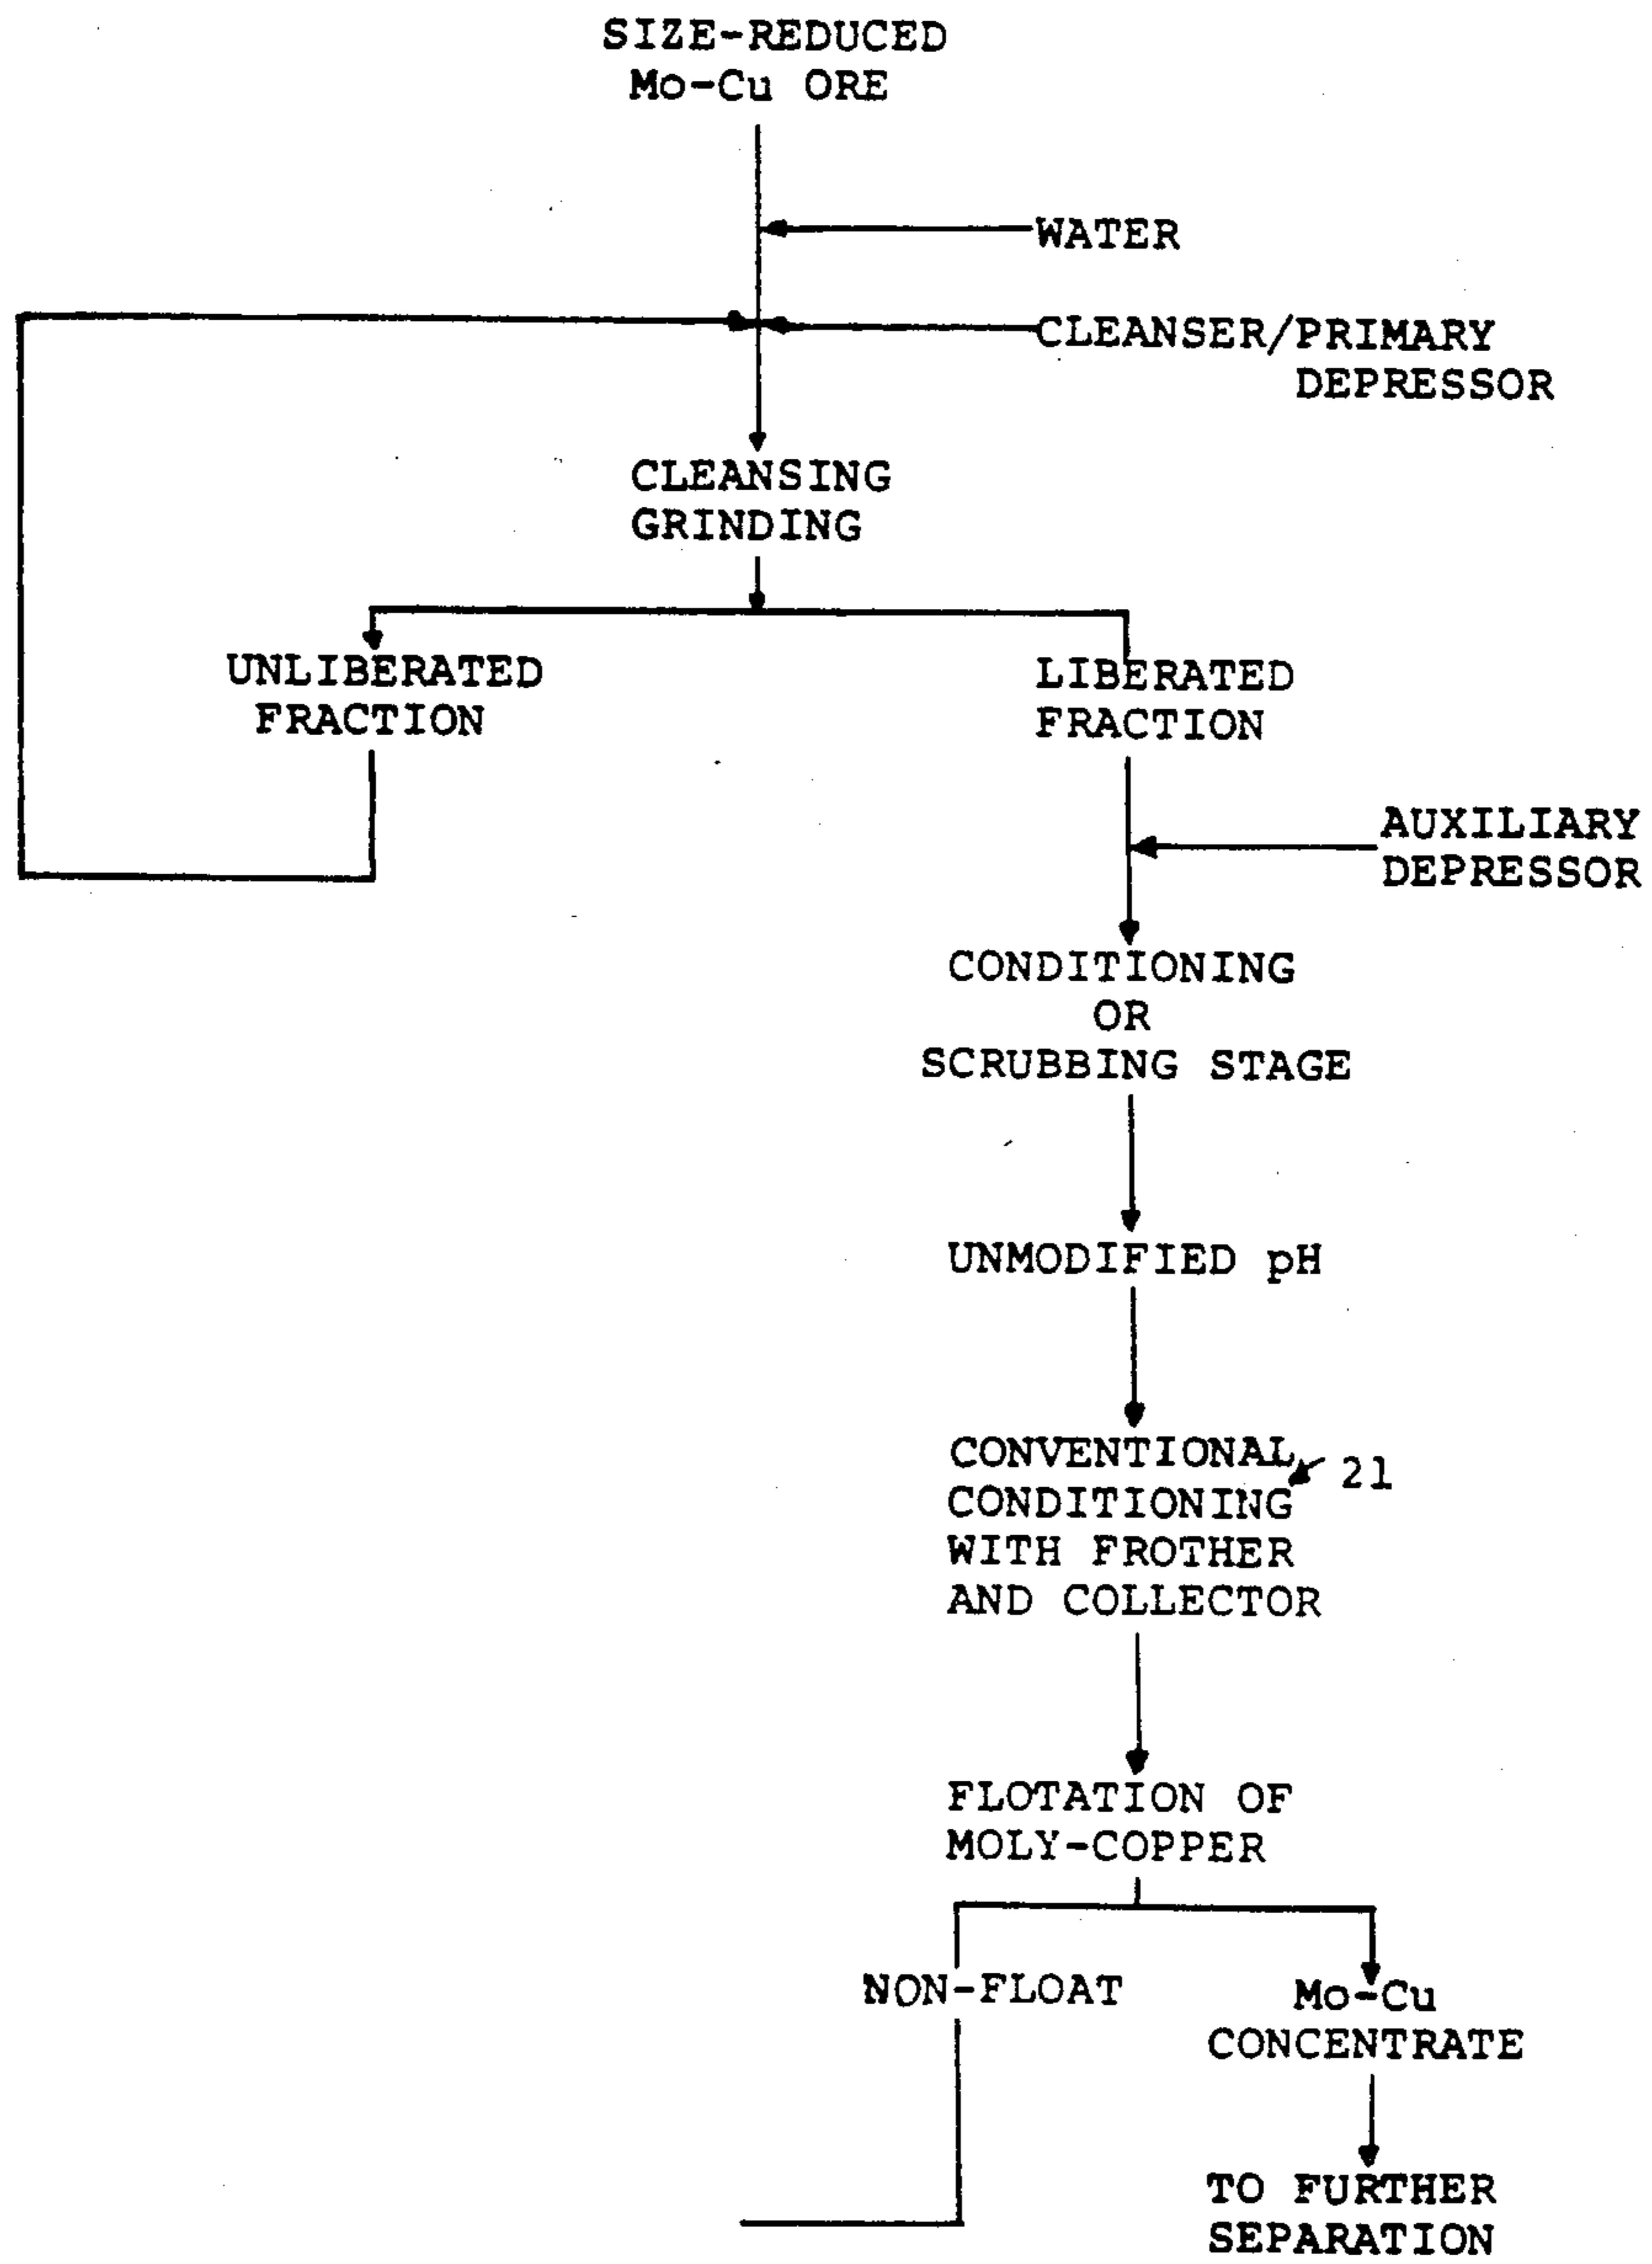 SIZE-REDUCED
Mo-Cu ORE
WATER
CLEANSER/PRIMARY
DEPRESSOR
CLEANSING
GRINDING
UNLIBERATED
FRACTION
LIBERATED
FRACTION
AUXILIARY
DEPRESSOR
CONDITIONING
OR
SCRUBBING STAGE
UNMODIFIED pH
CONVENTIONAL
21
CONDITIONING
WITH FROTHER
AND COLLECTOR
FLOTATION OF
MOLY-COPPER
NON-FLOAT
Mo-Cu
CONCENTRATE
TO FURTHER
SEPARATION